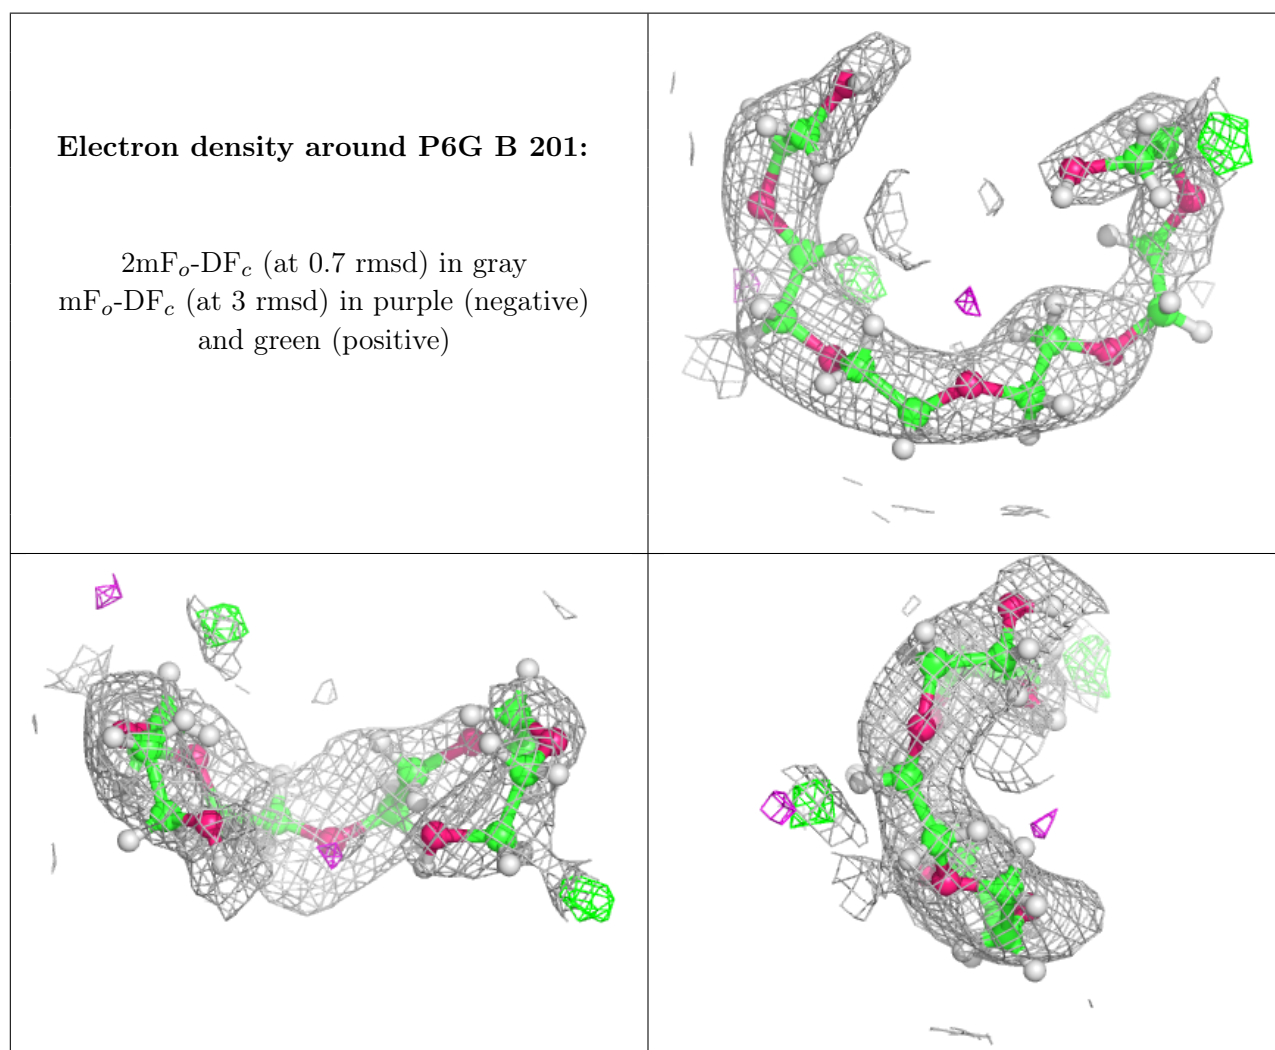 Electron density around P6G B 201:
2mFₒ-DF𝒸 (at 0.7 rmsd) in gray
mFₒ-DF𝒸 (at 3 rmsd) in purple (negative)
and green (positive)